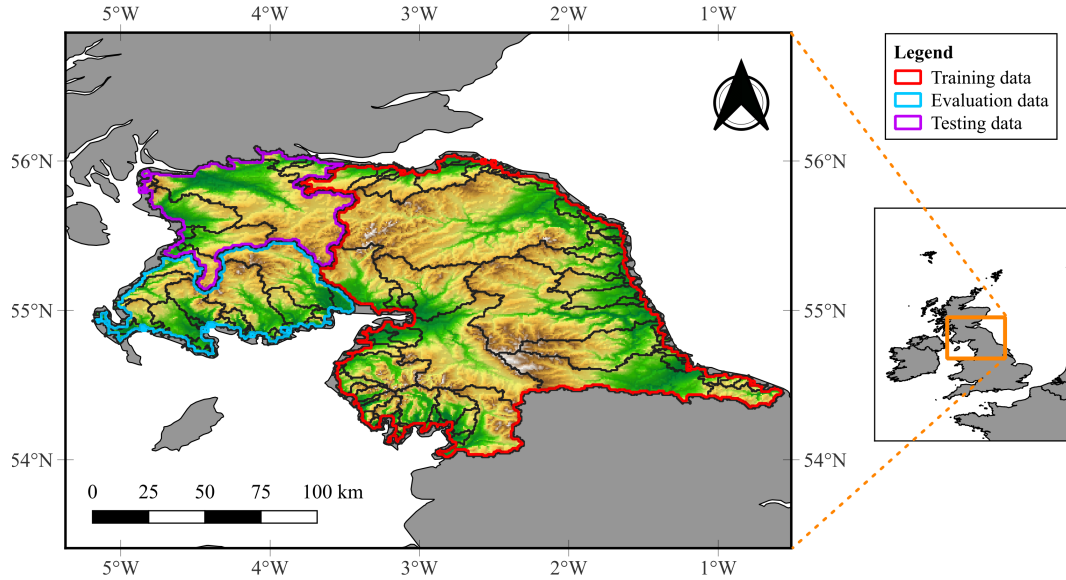 5°W 4°W 3°W 2°W 1°W
Legend
Training data
Evaluation data
Testing data
56°N 56°N
55°N 55°N
54°N 54°N
0 25 50 75 100 km
5°W 4°W 3°W 2°W 1°W